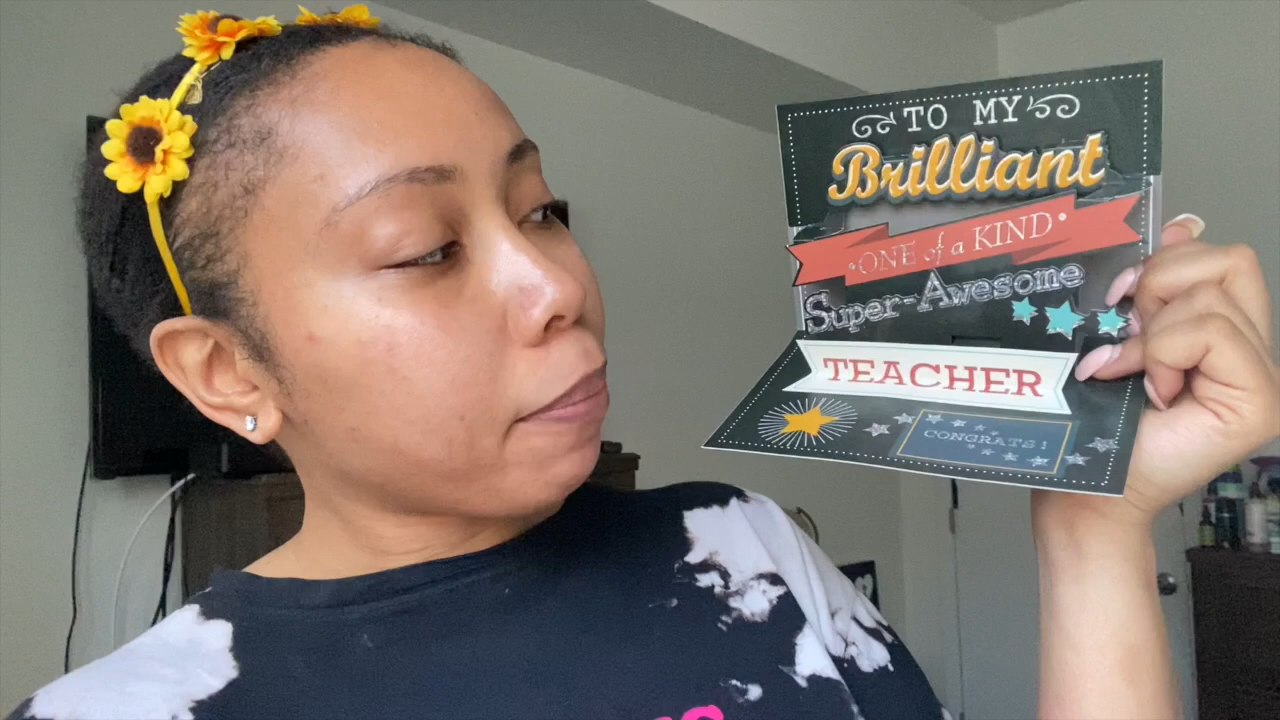 TO MY
Brilliant
ONE of a KIND
Super-Awesome
TEACHER
CONGRATS!